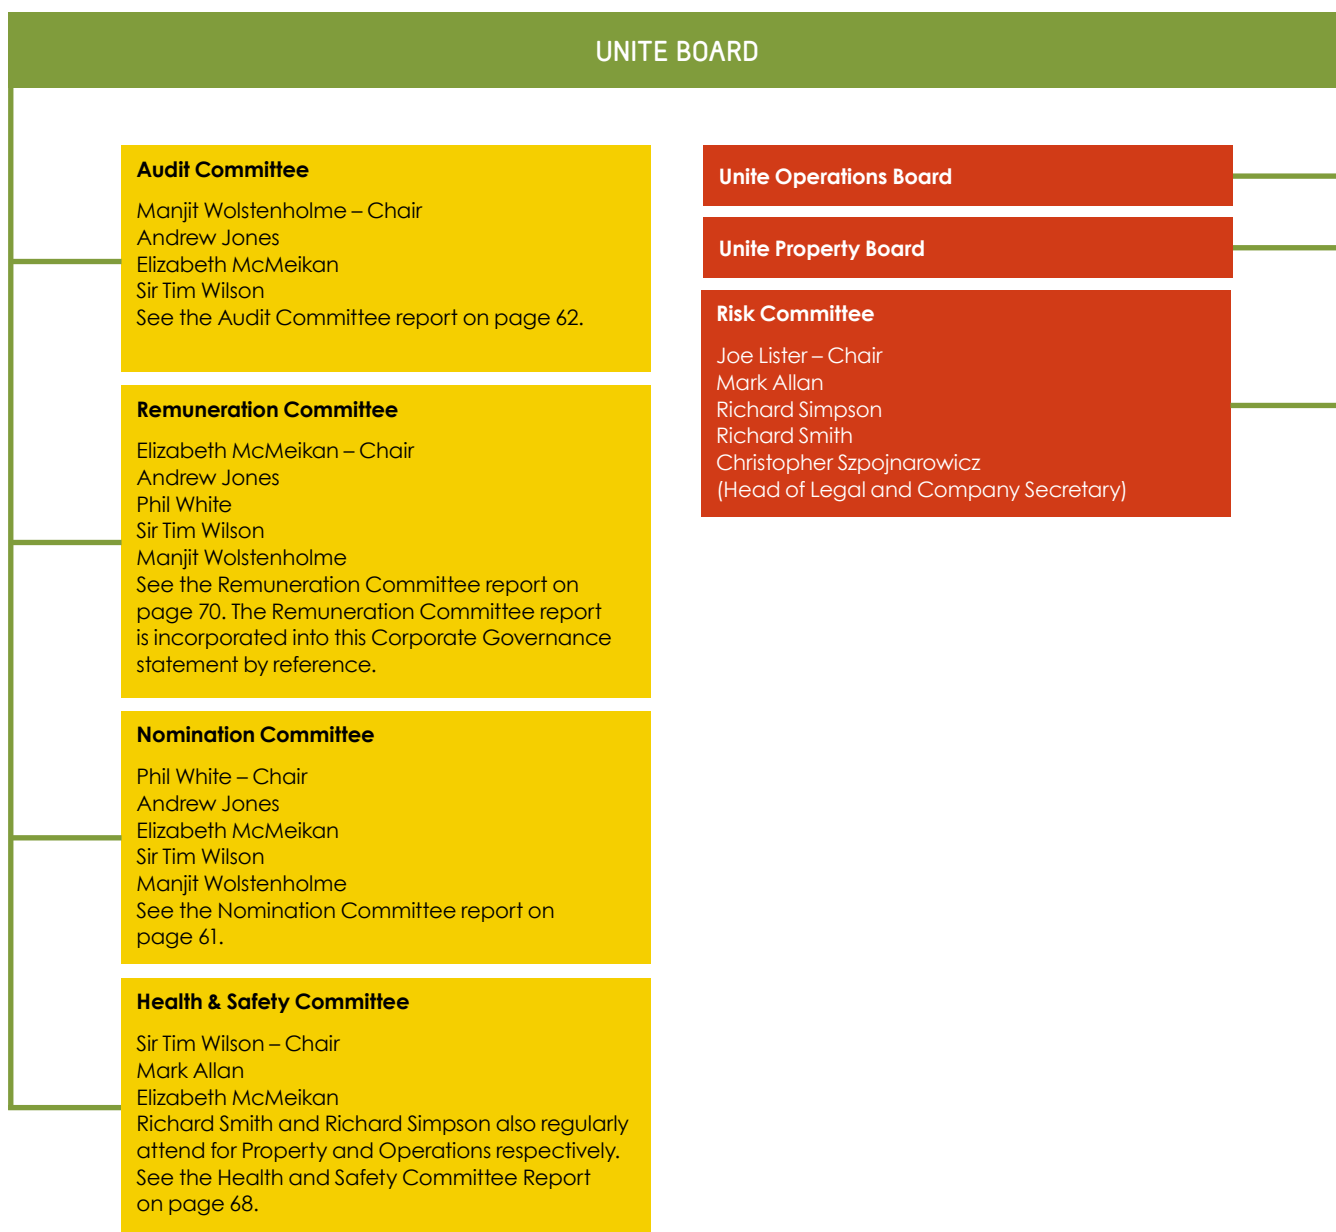 UNITE BOARD
Audit Committee
Manjit Wolstenholme – Chair
Andrew Jones
Elizabeth McMeikan
Sir Tim Wilson
See the Audit Committee report on page 62.
Remuneration Committee
Elizabeth McMeikan – Chair
Andrew Jones
Phil White
Sir Tim Wilson
Manjit Wolstenholme
See the Remuneration Committee report on
page 70. The Remuneration Committee report
is incorporated into this Corporate Governance
statement by reference.
Nomination Committee
Phil White – Chair
Andrew Jones
Elizabeth McMeikan
Sir Tim Wilson
Manjit Wolstenholme
See the Nomination Committee report on
page 61.
Health & Safety Committee
Sir Tim Wilson – Chair
Mark Allan
Elizabeth McMeikan
Richard Smith and Richard Simpson also regularly
attend for Property and Operations respectively.
See the Health and Safety Committee Report
on page 68.
Unite Operations Board
Unite Property Board
Risk Committee
Joe Lister – Chair
Mark Allan
Richard Simpson
Richard Smith
Christopher Szpojnarowicz
(Head of Legal and Company Secretary)